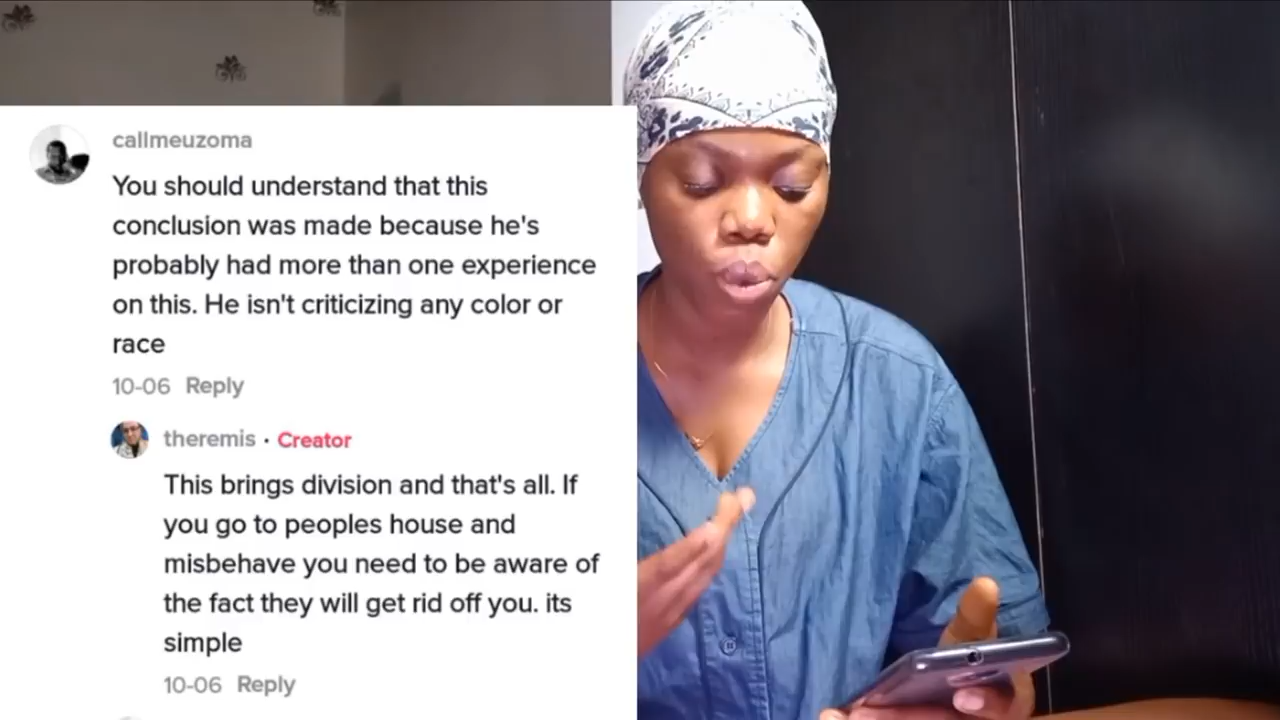 callmeuzoma
You should understand that this
conclusion was made because he's
probably had more than one experience
on this. He isn't criticizing any color or
race
10-06 Reply
theremis · Creator
This brings division and that's all. If
you go to peoples house and
misbehave you need to be aware of
the fact they will get rid off you. its
simple
10-06 Reply